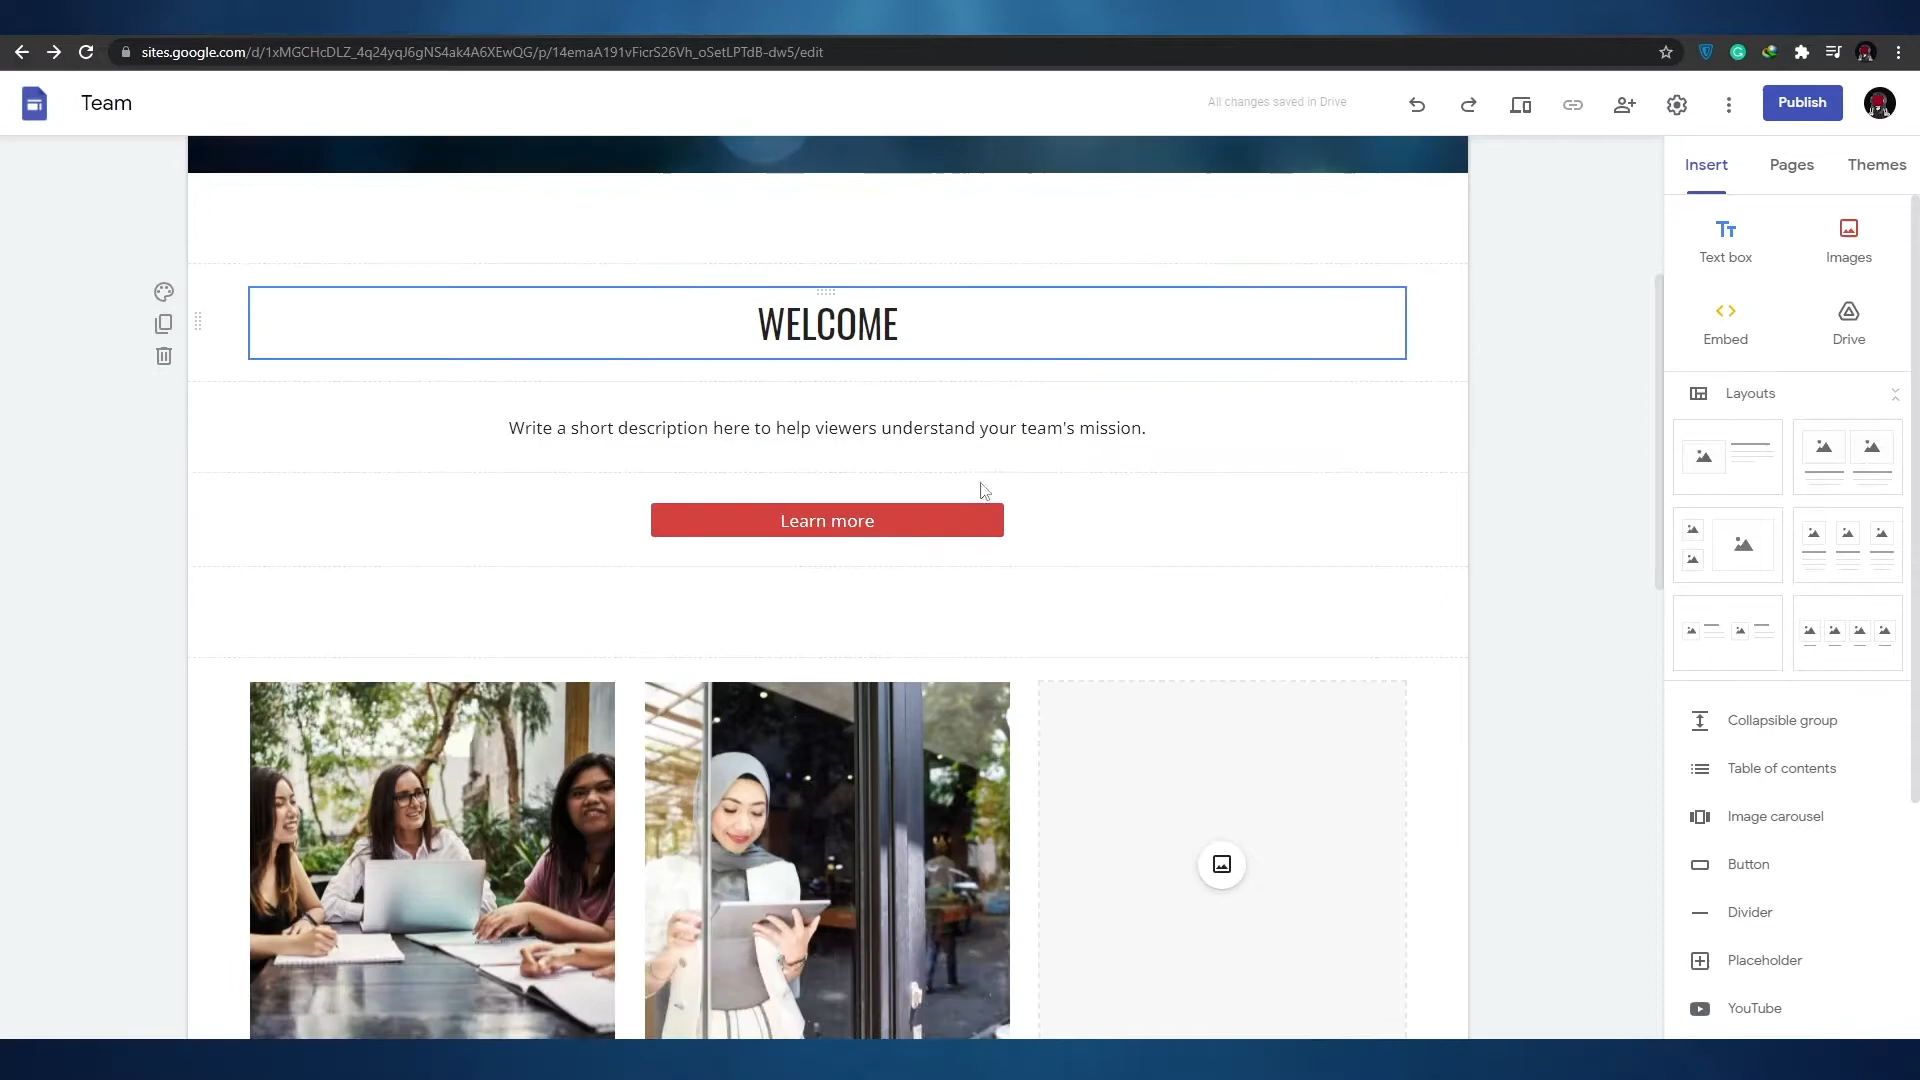 sites.google.com/d/1xMGCHcDLZ_4q24yqJ6gNS4ak4A6XEwQG/p/14emaA191vFicrS26Vh_oSetLPTdB-dw5/edit
Team
All changes saved in Drive
Publish
Insert
Pages
Themes
Text box
Images
Embed
Drive
Layouts
WELCOME
Write a short description here to help viewers understand your team's mission.
Learn more
Collapsible group
Table of contents
Image carousel
Button
Divider
Placeholder
YouTube